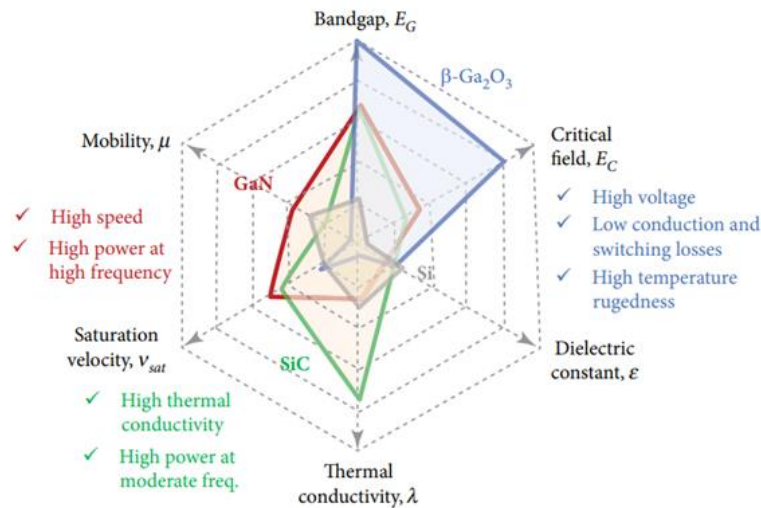 Bandgap, E_G
β-Ga₂O₃
Mobility, μ
Critical
field, E_C
GaN
✓ High voltage
✓ Low conduction and
switching losses
✓ High temperature
rugedness
✓ High speed
✓ High power at
high frequency
Si
Saturation
velocity, v_sat
SiC
Dielectric
constant, ε
✓ High thermal
conductivity
✓ High power at
moderate freq.
Thermal
conductivity, λ